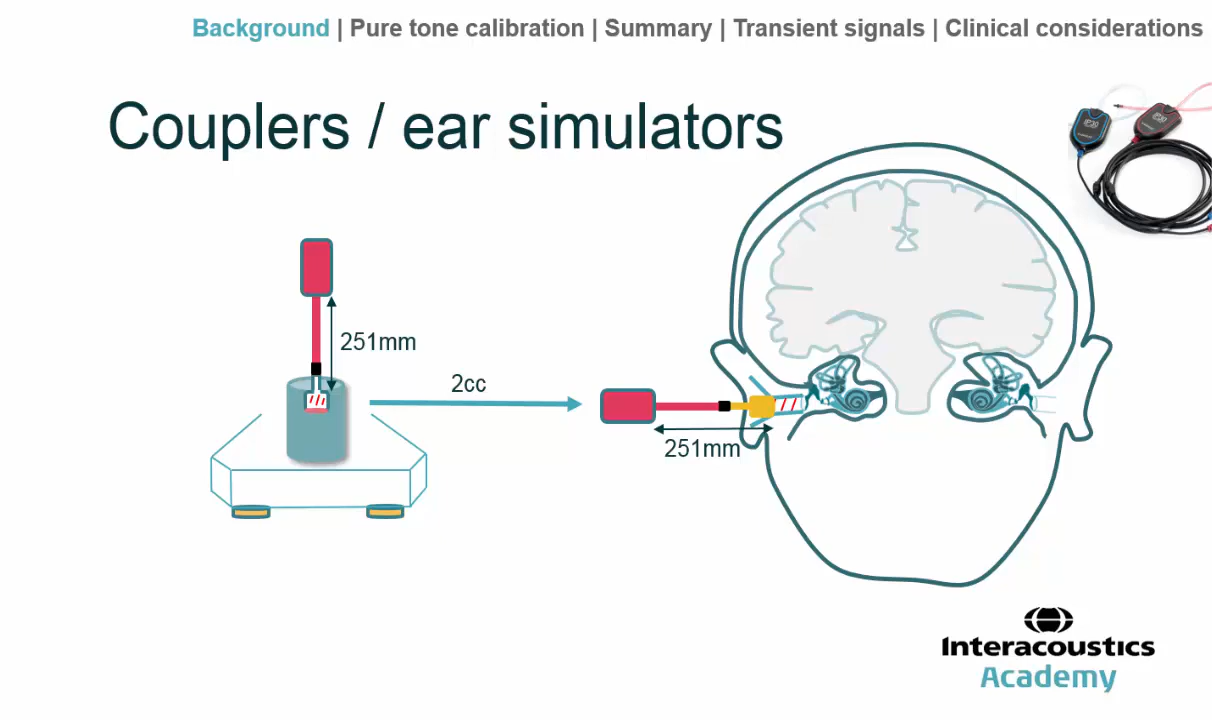 Background | Pure tone calibration | Summary | Transient signals | Clinical considerations
Couplers / ear simulators
251mm
2cc
251mm
Interacoustics
Academy